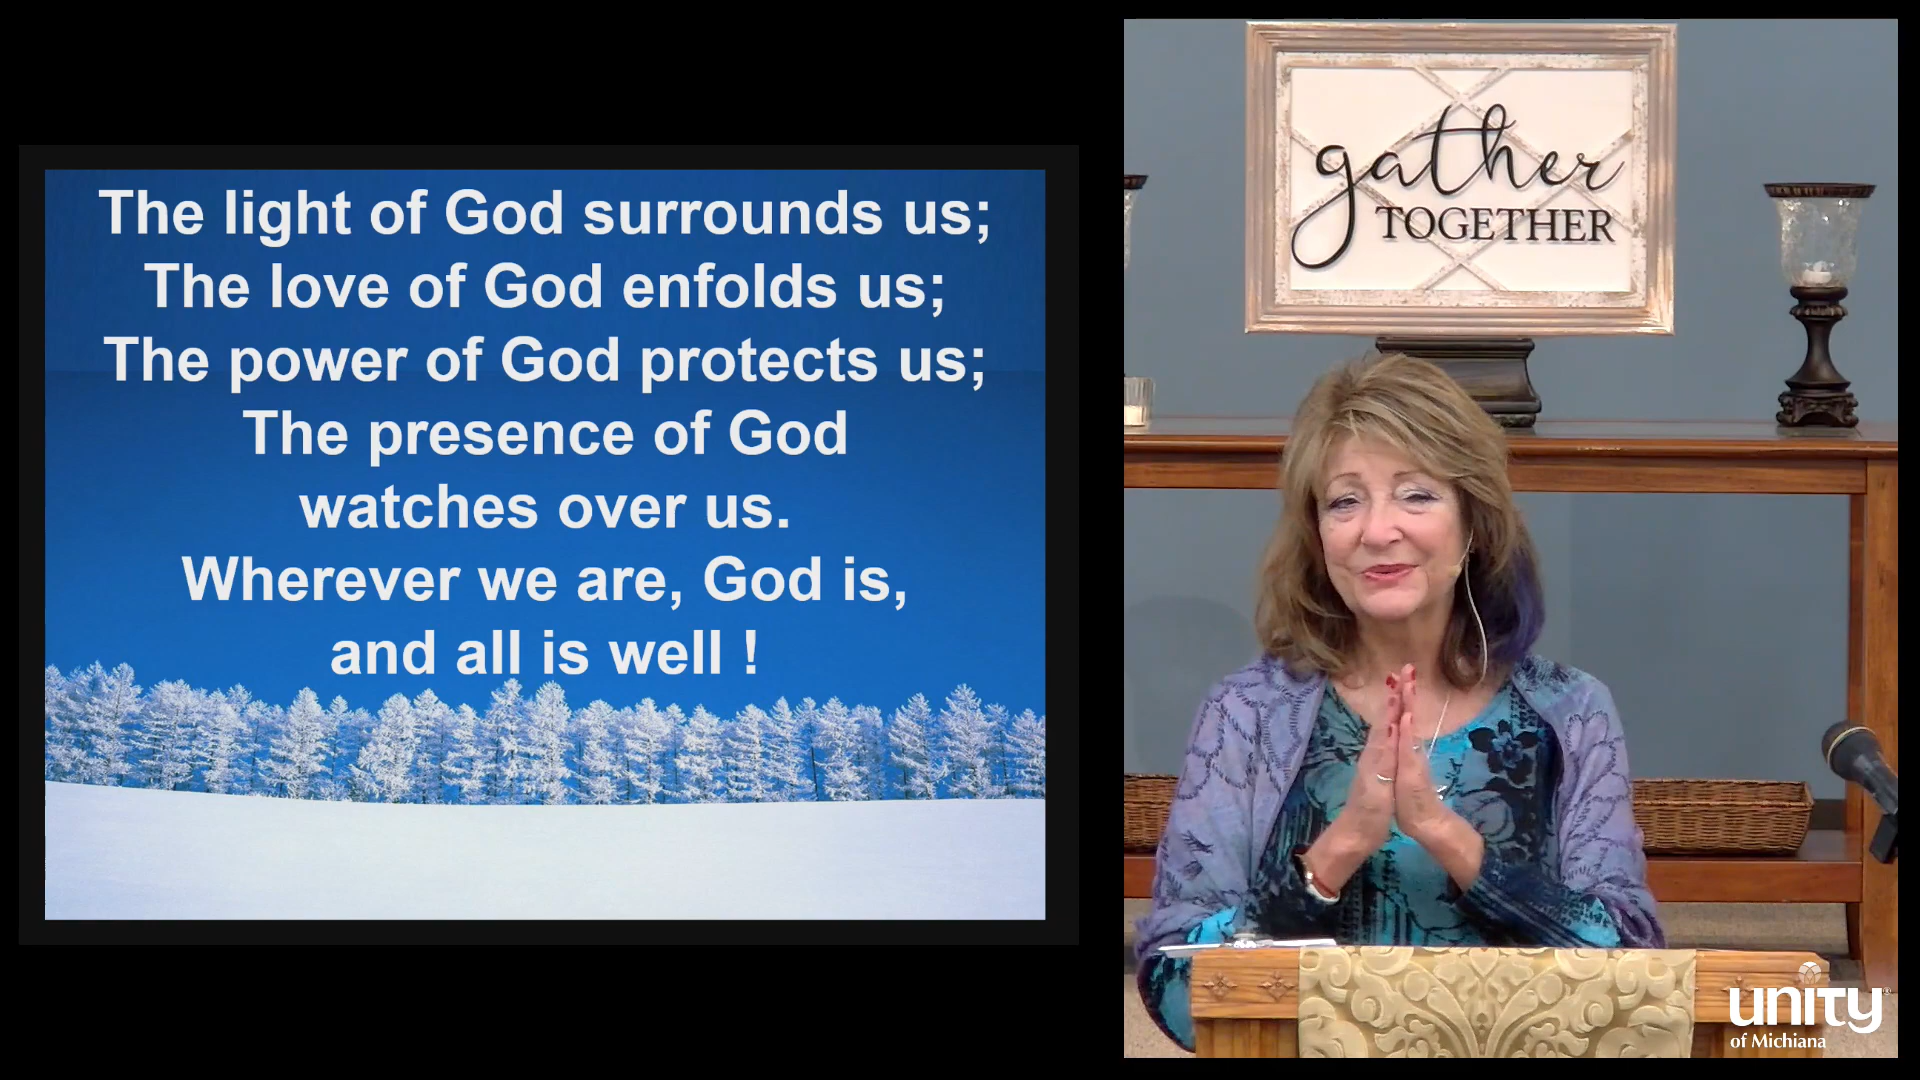 The light of God surrounds us;
The love of God enfolds us;
The power of God protects us;
The presence of God
watches over us.
Wherever we are, God is,
and all is well !
gather
TOGETHER
unity
of Michiana